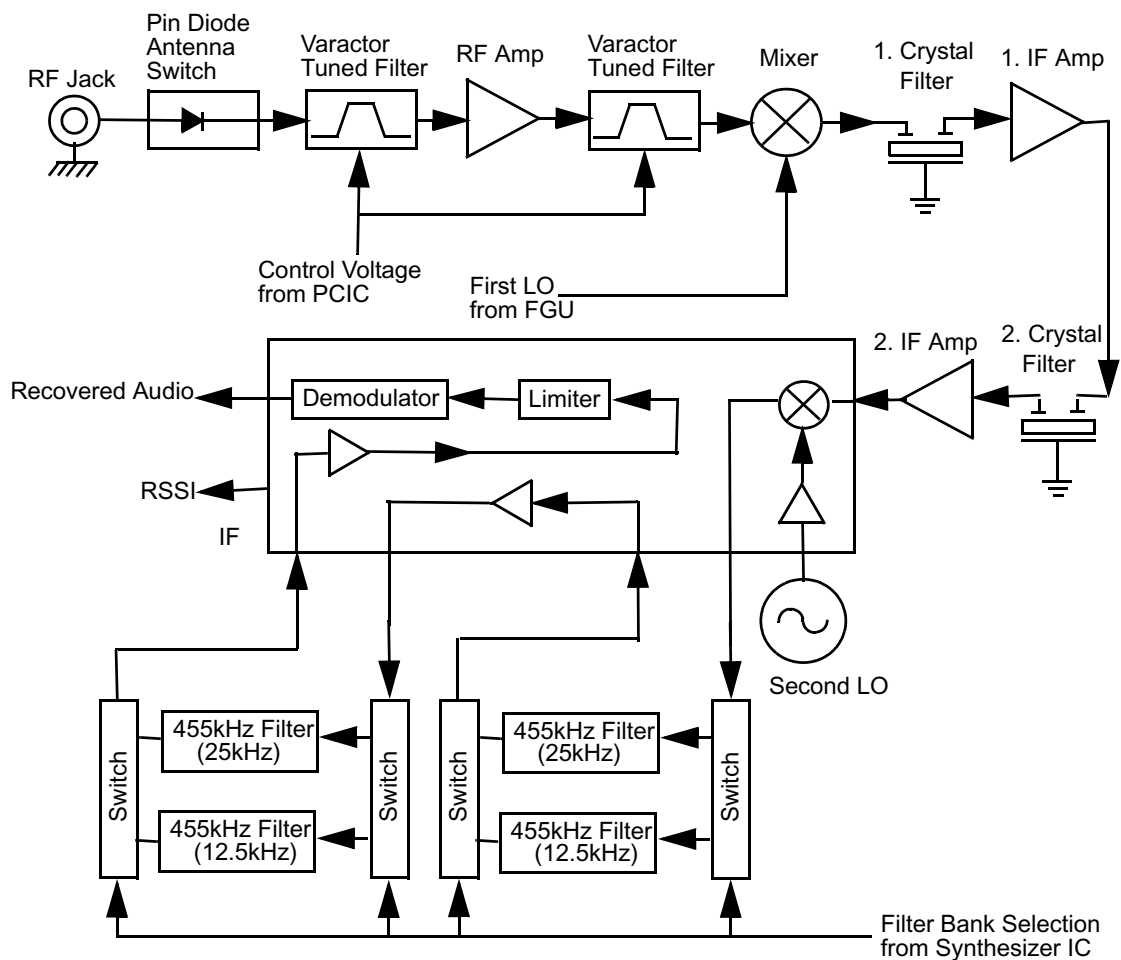 RF Jack
Pin Diode
Antenna
Switch
Varactor
Tuned Filter
RF Amp
Varactor
Tuned Filter
Mixer
1. Crystal
Filter
1. IF Amp
Control Voltage
from PCIC
First LO
from FGU
2. IF Amp
2. Crystal
Filter
Recovered Audio
Demodulator
Limiter
RSSI
IF
Second LO
Switch
455kHz Filter
(25kHz)
455kHz Filter
(12.5kHz)
Switch
Switch
455kHz Filter
(25kHz)
455kHz Filter
(12.5kHz)
Switch
Filter Bank Selection
from Synthesizer IC